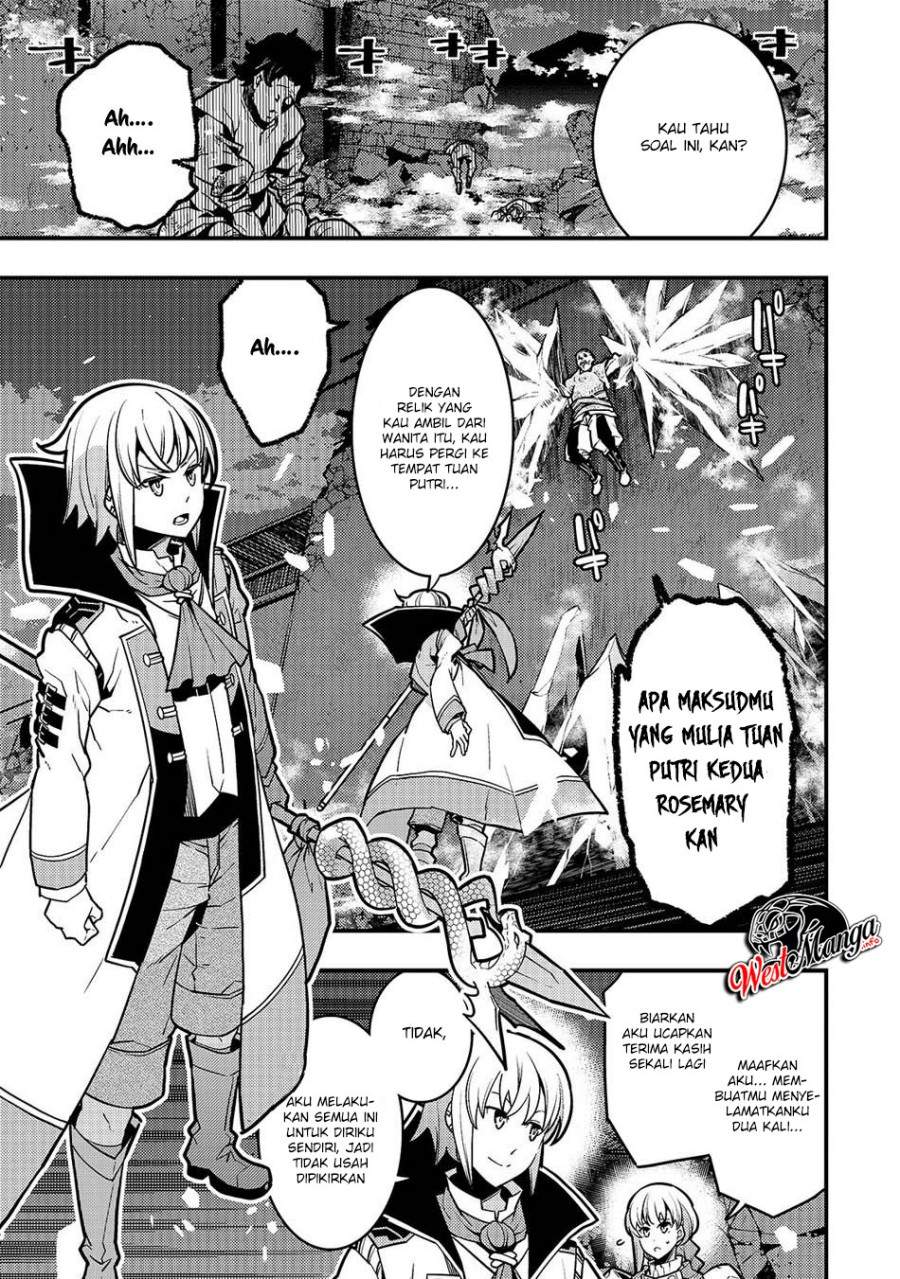 KAU TAHU
SOAL INI, KAN?
Ah....
Ahh...
DENGAN
RELIK YANG
KAU AMBIL DARI
WANITA ITU, KAU
HARUS PERGI KE
TEMPAT TUAN
PUTRI...
Ah....
APA MAKSUDMU
YANG MULIA TUAN
PUTRI KEDUA
ROSEMARY
KAN
WestManga.info
MAAFKAN
AKU... MEM-
BUATMU MENYE-
LAMATKANKU
DUA KALI...
BIARKAN
AKU UCAPKAN
TERIMA KASIH
SEKALI LAGI
TIDAK,
AKU MELAKU-
KAN SEMUA INI
UNTUK DIRIKU
SENDIRI, JADI
TIDAK USAH
DIPIKIRKAN